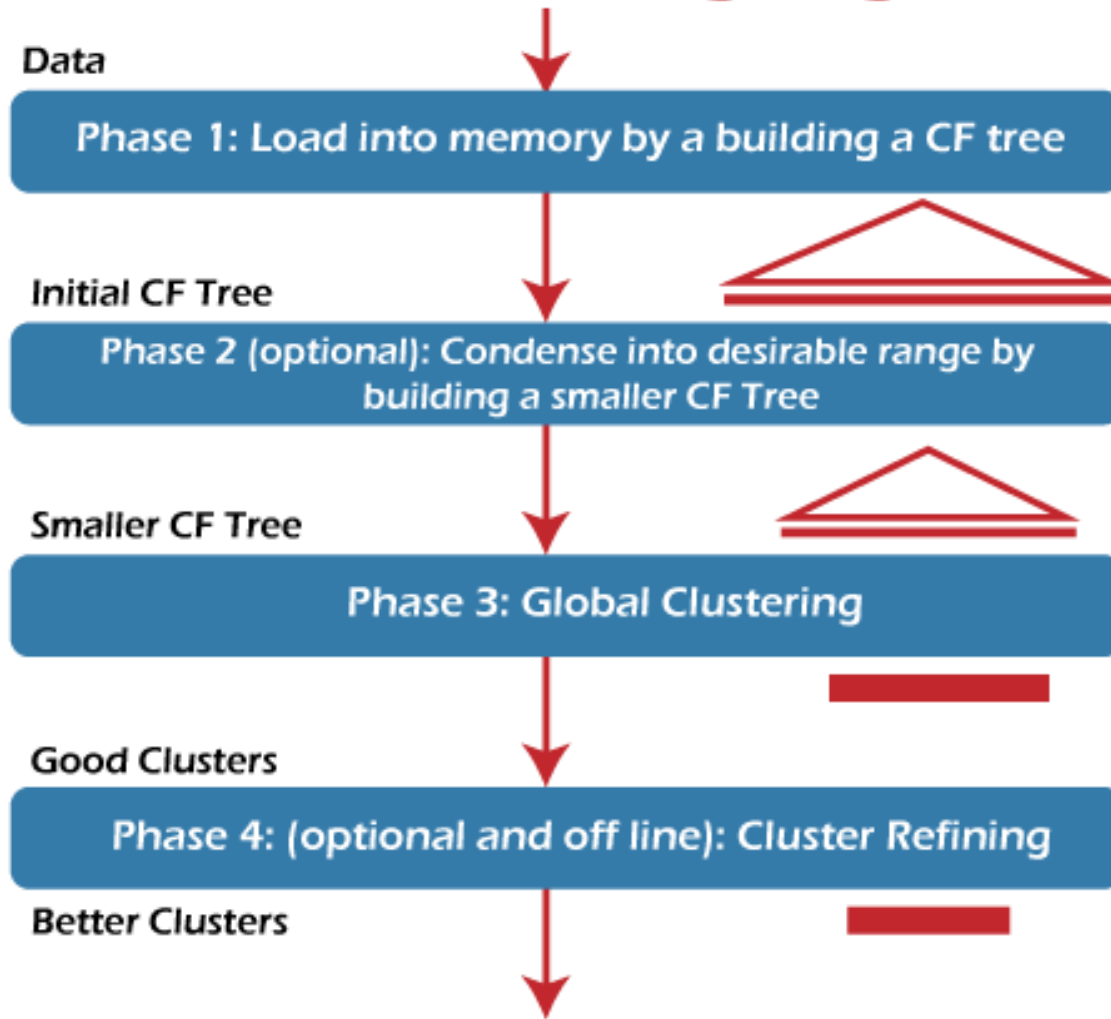 Data
Phase 1: Load into memory by a building a CF tree
Initial CF Tree
Phase 2 (optional): Condense into desirable range by
building a smaller CF Tree
Smaller CF Tree
Phase 3: Global Clustering
Good Clusters
Phase 4: (optional and off line): Cluster Refining
Better Clusters